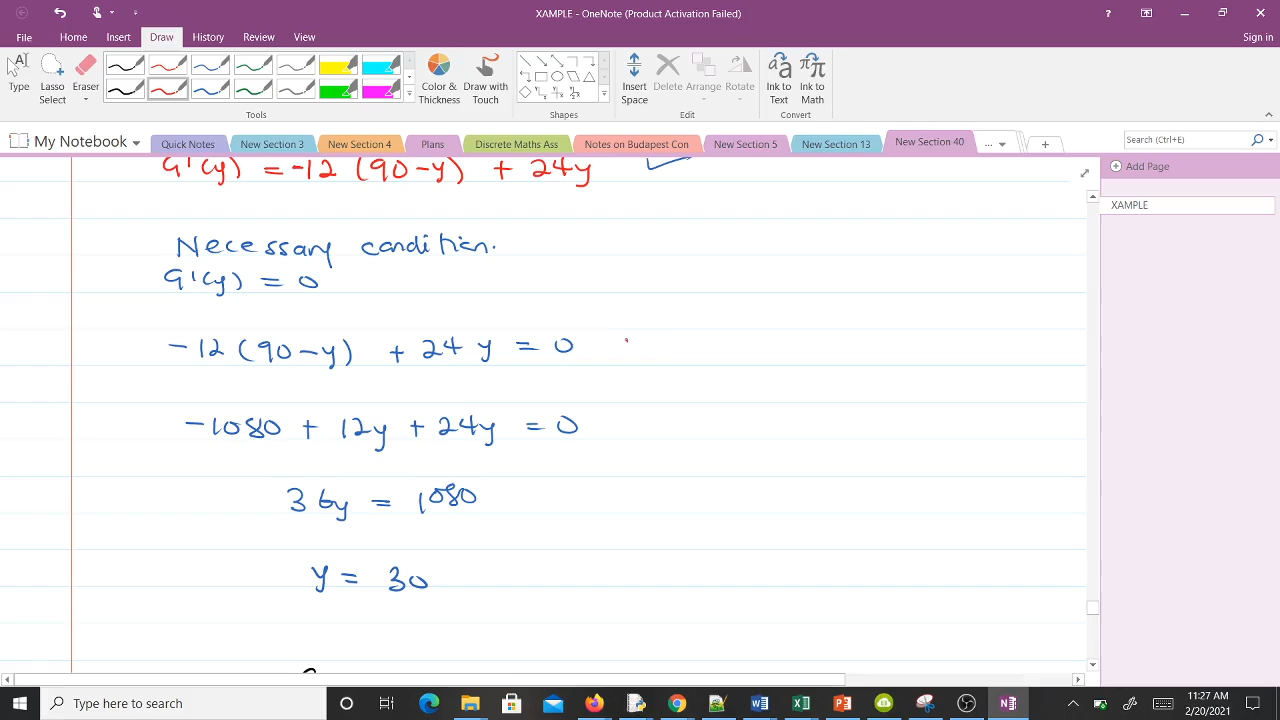 XAMPLE - OneNote (Product Activation Failed)
Sign in
File Home Insert Draw History Review View
Type
Lasso Select
Eraser
Color & Thickness
Draw with Touch
Insert Space
Delete
Arrange
Rotate
Ink to Text
Ink to Math
Tools
Shapes
Edit
Convert
My Notebook
Quick Notes
New Section 3
New Section 4
Plans
Discrete Maths Ass
Notes on Budapest Con
New Section 5
New Section 13
New Section 40
...
Search (Ctrl+E)
Add Page
XAMPLE
G'(y) = -12 (90-y) + 24y
Necessary condition.
G'(y) = 0
-12 (90-y) + 24y = 0
-1080 + 12y + 24y = 0
36y = 1080
y = 30
Type here to search
11:27 AM
2/20/2021